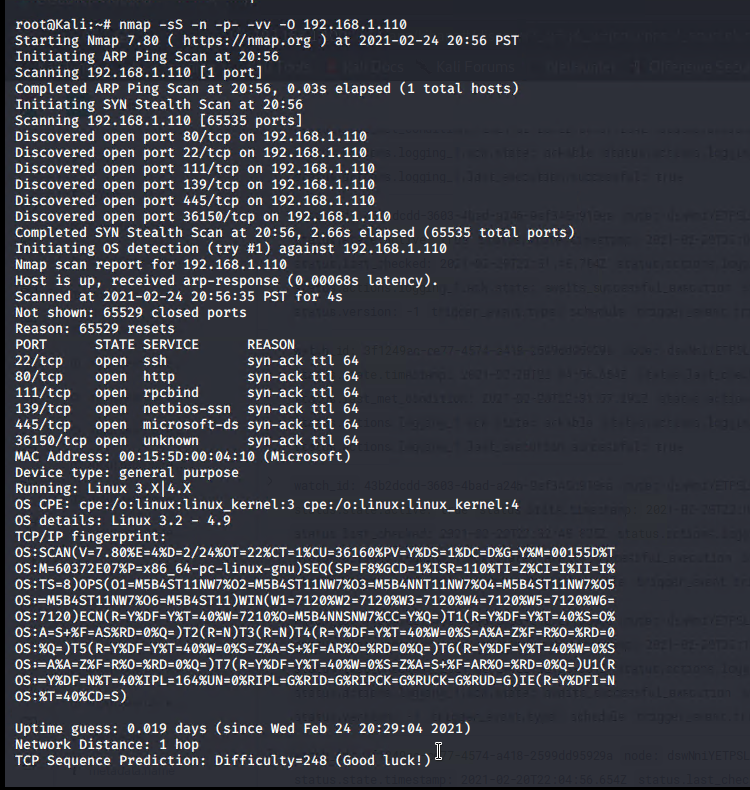 root@Kali:~# nmap -sS -n -p- -vv -O 192.168.1.110
Starting Nmap 7.80 ( https://nmap.org ) at 2021-02-24 20:56 PST
Initiating ARP Ping Scan at 20:56
Scanning 192.168.1.110 [1 port]
Completed ARP Ping Scan at 20:56, 0.03s elapsed (1 total hosts)
Initiating SYN Stealth Scan at 20:56
Scanning 192.168.1.110 [65535 ports]
Discovered open port 80/tcp on 192.168.1.110
Discovered open port 22/tcp on 192.168.1.110
Discovered open port 111/tcp on 192.168.1.110
Discovered open port 139/tcp on 192.168.1.110
Discovered open port 445/tcp on 192.168.1.110
Discovered open port 36150/tcp on 192.168.1.110
Completed SYN Stealth Scan at 20:56, 2.66s elapsed (65535 total ports)
Initiating OS detection (try #1) against 192.168.1.110
Nmap scan report for 192.168.1.110
Host is up, received arp-response (0.00068s latency).
Scanned at 2021-02-24 20:56:35 PST for 4s
Not shown: 65529 closed ports
Reason: 65529 resets
PORT      STATE SERVICE      REASON
22/tcp    open  ssh          syn-ack ttl 64
80/tcp    open  http         syn-ack ttl 64
111/tcp   open  rpcbind      syn-ack ttl 64
139/tcp   open  netbios-ssn  syn-ack ttl 64
445/tcp   open  microsoft-ds syn-ack ttl 64
36150/tcp open  unknown      syn-ack ttl 64
MAC Address: 00:15:5D:00:04:10 (Microsoft)
Device type: general purpose
Running: Linux 3.X|4.X
OS CPE: cpe:/o:linux:linux_kernel:3 cpe:/o:linux:linux_kernel:4
OS details: Linux 3.2 - 4.9
TCP/IP fingerprint:
OS:SCAN(V=7.80%E=4%D=2/24%OT=22%CT=1%CU=36160%PV=Y%DS=1%DC=D%G=Y%M=00155D%T
OS:M=60372E07%P=x86_64-pc-linux-gnu)SEQ(SP=F8%GCD=1%ISR=110%TI=Z%CI=I%II=I%
OS:TS=8)OPS(O1=M5B4ST11NW7%O2=M5B4ST11NW7%O3=M5B4NNT11NW7%O4=M5B4ST11NW7%O5
OS:=M5B4ST11NW7%O6=M5B4ST11)WIN(W1=7120%W2=7120%W3=7120%W4=7120%W5=7120%W6=
OS:7120)ECN(R=Y%DF=Y%T=40%W=7210%O=M5B4NNSNW7%CC=Y%Q=)T1(R=Y%DF=Y%T=40%S=O%
OS:A=S+%F=AS%RD=0%Q=)T2(R=N)T3(R=N)T4(R=Y%DF=Y%T=40%W=0%S=A%A=Z%F=R%O=%RD=0
OS:%Q=)T5(R=Y%DF=Y%T=40%W=0%S=Z%A=S+%F=AR%O=%RD=0%Q=)T6(R=Y%DF=Y%T=40%W=0%S
OS:=A%A=Z%F=R%O=%RD=0%Q=)T7(R=Y%DF=Y%T=40%W=0%S=Z%A=S+%F=AR%O=%RD=0%Q=)U1(R
OS:=Y%DF=N%T=40%IPL=164%UN=0%RIPL=G%RID=G%RIPCK=G%RUCK=G%RUD=G)IE(R=Y%DFI=N
OS:%T=40%CD=S)
Uptime guess: 0.019 days (since Wed Feb 24 20:29:04 2021)
Network Distance: 1 hop
TCP Sequence Prediction: Difficulty=248 (Good luck!)